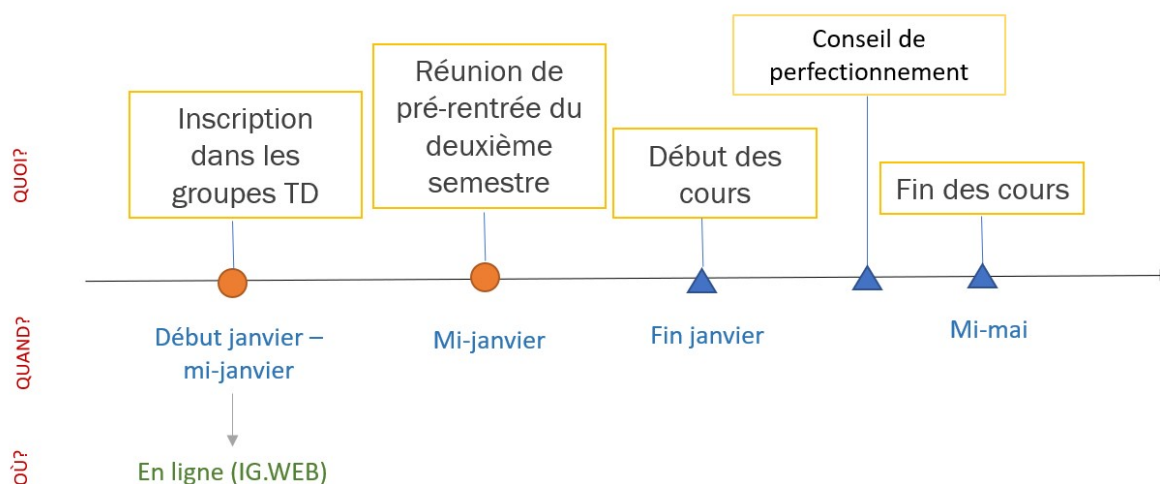 QUOI?
Inscription
dans les
groupes TD
Réunion de
pré-rentrée du
deuxième
semestre
Début des
cours
Conseil de
perfectionnement
Fin des cours
QUAND?
Début janvier –
mi-janvier
Mi-janvier
Fin janvier
Mi-mai
OÙ?
En ligne (IG.WEB)